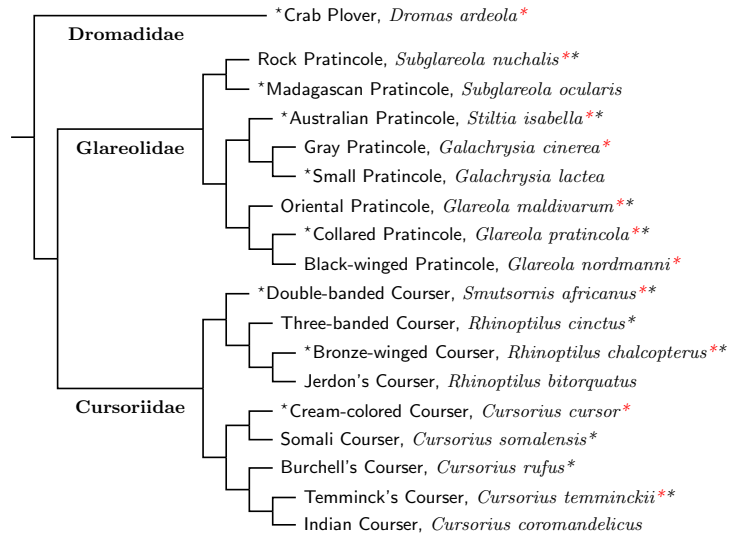 *Crab Plover, Dromas ardeola*
Dromadidae
Rock Pratincole, Subglareola nuchalis**
*Madagascan Pratincole, Subglareola ocularis
*Australian Pratincole, Stiltia isabella**
Glareolidae
Gray Pratincole, Galachrysia cinerea*
*Small Pratincole, Galachrysia lactea
Oriental Pratincole, Glareola maldivarum**
*Collared Pratincole, Glareola pratincola**
Black-winged Pratincole, Glareola nordmanni*
*Double-banded Courser, Smutsornis africanus**
Three-banded Courser, Rhinoptilus cinctus*
*Bronze-winged Courser, Rhinoptilus chalcopterus**
Jerdon's Courser, Rhinoptilus bitorquatus
Cursoriidae
*Cream-colored Courser, Cursorius cursor*
Somali Courser, Cursorius somalensis*
Burchell's Courser, Cursorius rufus*
Temminck's Courser, Cursorius temminckii**
Indian Courser, Cursorius coromandelicus